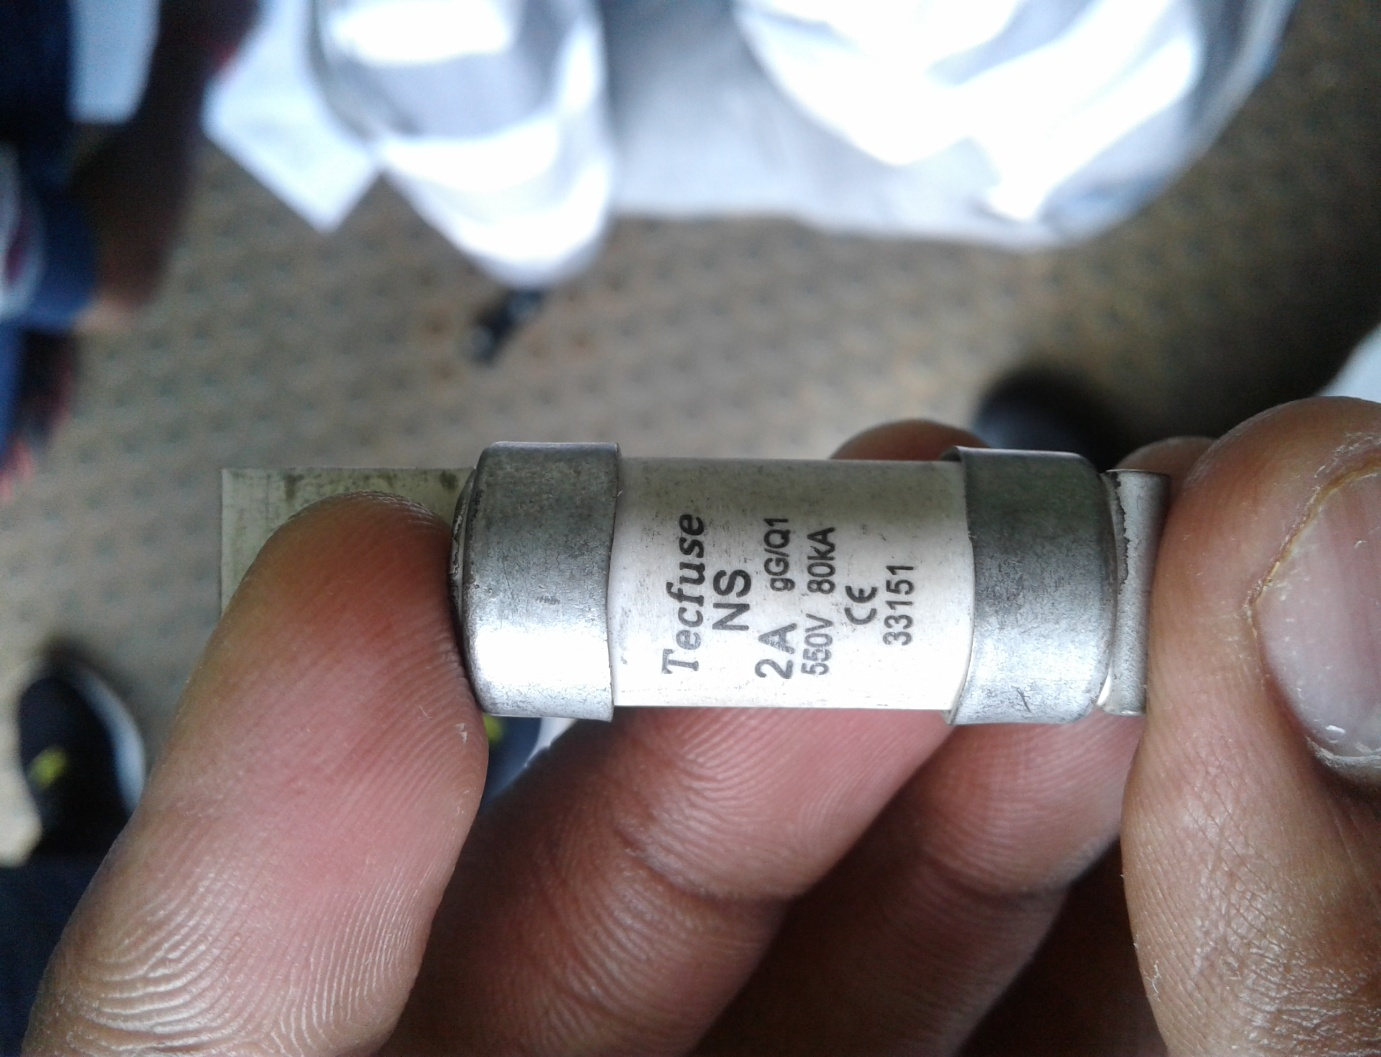 Tecfuse
NS
2A gG/Q1
550V 80kA
CE
33151